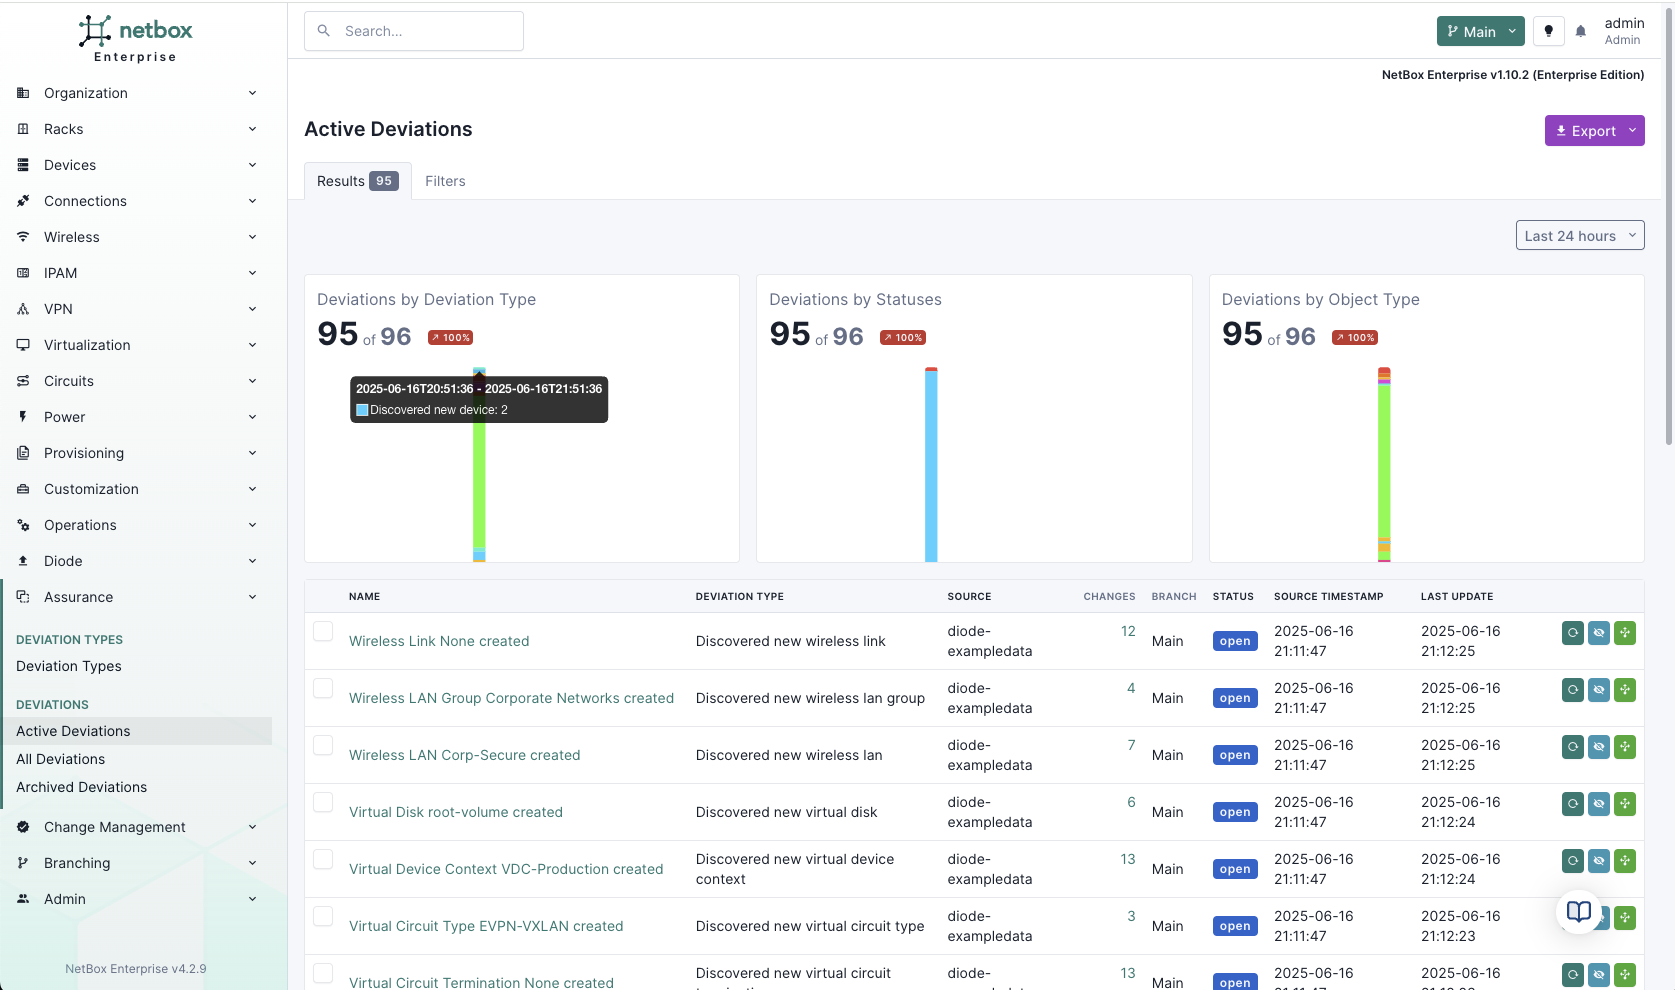 netbox
Enterprise
Search...
Main
admin
Admin
NetBox Enterprise v1.10.2 (Enterprise Edition)
Organization
Racks
Devices
Connections
Wireless
IPAM
VPN
Virtualization
Circuits
Power
Provisioning
Customization
Operations
Diode
Assurance
DEVIATION TYPES
Deviation Types
DEVIATIONS
Active Deviations
All Deviations
Archived Deviations
Change Management
Branching
Admin
NetBox Enterprise v4.2.9
Active Deviations
Export
Results 95
Filters
Last 24 hours
Deviations by Deviation Type
95 of 96 100%
2025-06-16T20:51:36 - 2025-06-16T21:51:36
Discovered new device: 2
Deviations by Statuses
95 of 96 100%
Deviations by Object Type
95 of 96 100%
NAME DEVIATION TYPE SOURCE CHANGES BRANCH STATUS SOURCE TIMESTAMP LAST UPDATE
Wireless Link None created Discovered new wireless link diode- 12 Main open 2025-06-16 2025-06-16
exampledata 21:11:47 21:12:25
Wireless LAN Group Corporate Networks created Discovered new wireless lan group diode- 4 Main open 2025-06-16 2025-06-16
exampledata 21:11:47 21:12:25
Wireless LAN Corp-Secure created Discovered new wireless lan diode- 7 Main open 2025-06-16 2025-06-16
exampledata 21:11:47 21:12:25
Virtual Disk root-volume created Discovered new virtual disk diode- 6 Main open 2025-06-16 2025-06-16
exampledata 21:11:47 21:12:24
Virtual Device Context VDC-Production created Discovered new virtual device diode- 13 Main open 2025-06-16 2025-06-16
context exampledata 21:11:47 21:12:24
Virtual Circuit Type EVPN-VXLAN created Discovered new virtual circuit type diode- 3 Main open 2025-06-16 2025-06-16
exampledata 21:11:47 21:12:23
Virtual Circuit Termination None created Discovered new virtual circuit diode- 13 Main open 2025-06-16 2025-06-16